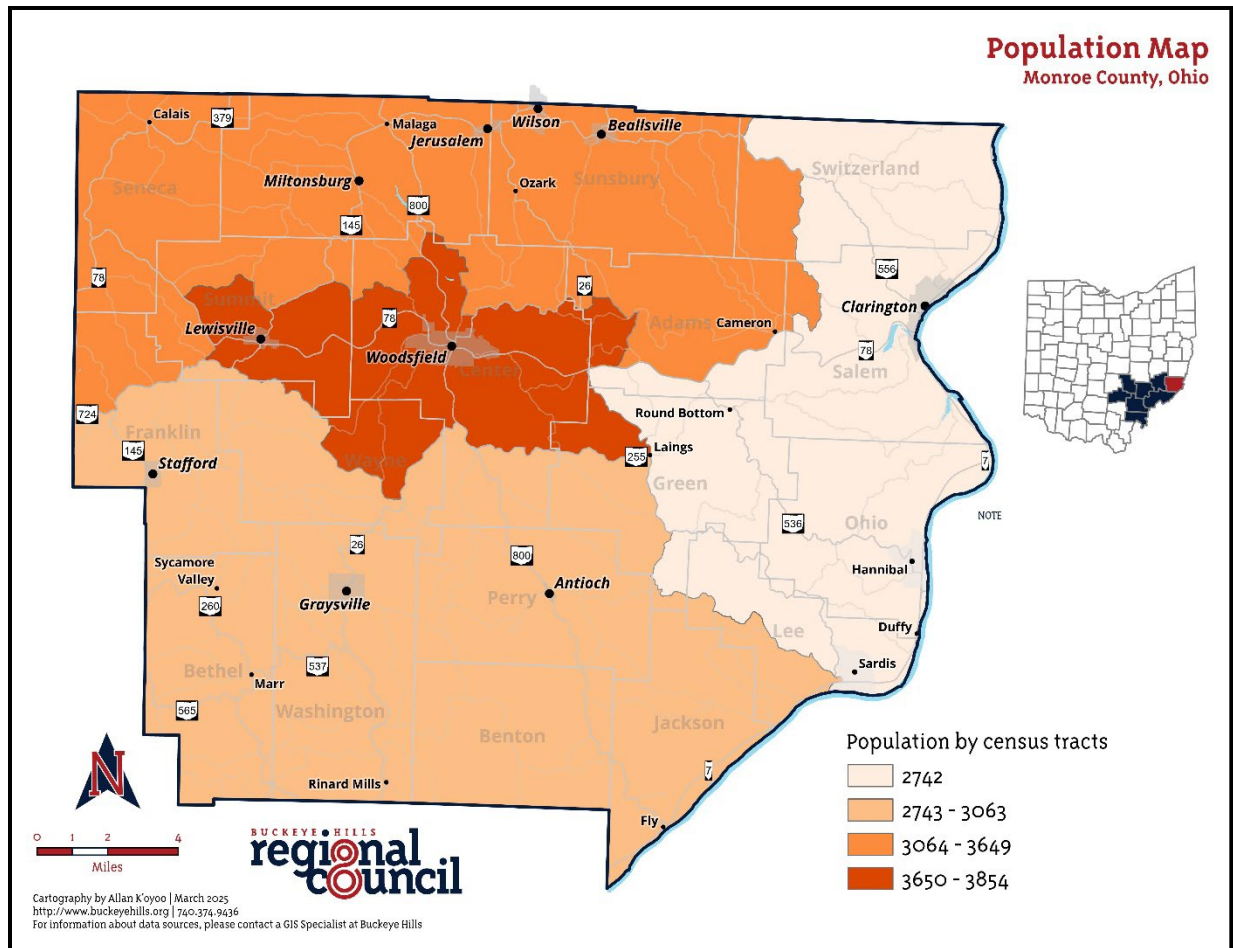 Population Map
Monroe County, Ohio
Calais
379
Malaga
Jerusalem
Wilson
Beallsville
Switzerland
Seneca
Miltonsburg
Ozark
Sunsbury
800
145
556
78
26
Summit
Clarington
78
Adams
Cameron
Lewisville
Woodsfield
Center
78
Salem
724
Round Bottom
Franklin
145
Laings
255
Stafford
Wayne
Green
7
NOTE
536
Ohio
26
800
Sycamore
Valley
Hannibal
260
Graysville
Antioch
Perry
Duffy
Lee
Bethel
537
Sardis
Marr
565
Washington
Jackson
Benton
7
Rinard Mills
Fly
Population by census tracts
2742
2743 - 3063
3064 - 3649
3650 - 3854
N
0 1 2 4
Miles
BUCKEYE HILLS
regional
council
Cartography by Allan K'oyoo | March 2025
http://www.buckeyehills.org | 740.374.9436
For information about data sources, please contact a GIS Specialist at Buckeye Hills